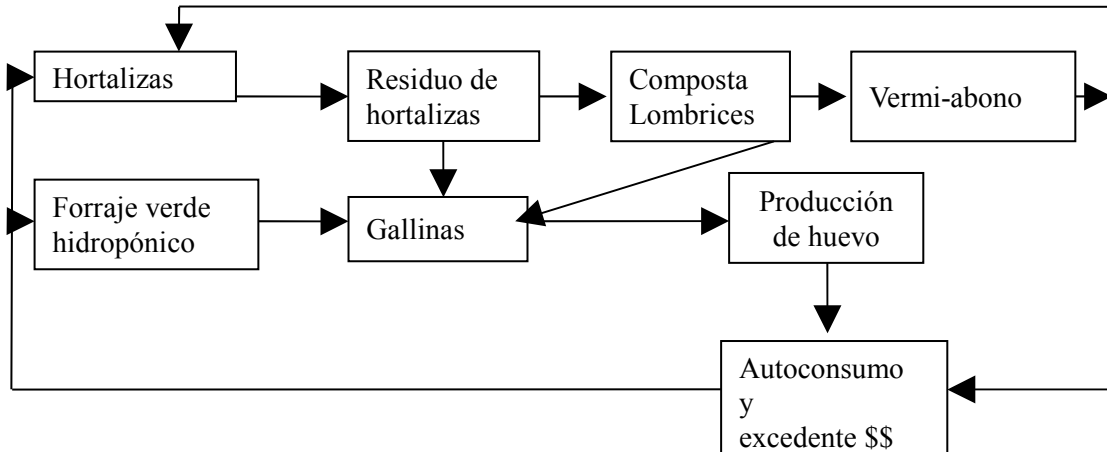 Hortalizas
Residuo de
hortalizas
Composta
Lombrices
Vermi-abono
Forraje verde
hidropónico
Gallinas
Producción
de huevo
Autoconsumo
y
excedente $$